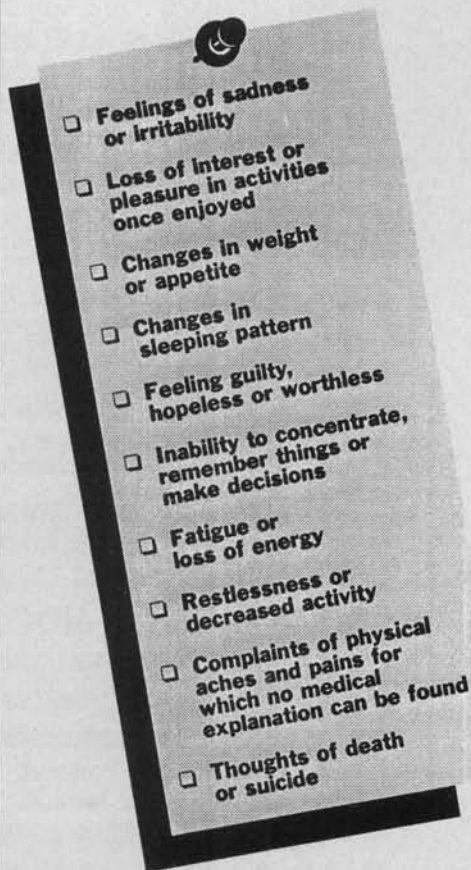 ❑ Feelings of sadness
or irritability
❑ Loss of interest or
pleasure in activities
once enjoyed
❑ Changes in weight
or appetite
❑ Changes in
sleeping pattern
❑ Feeling guilty,
hopeless or worthless
❑ Inability to concentrate,
remember things or
make decisions
❑ Fatigue or
loss of energy
❑ Restlessness or
decreased activity
❑ Complaints of physical
aches and pains for
which no medical
explanation can be found
❑ Thoughts of death
or suicide